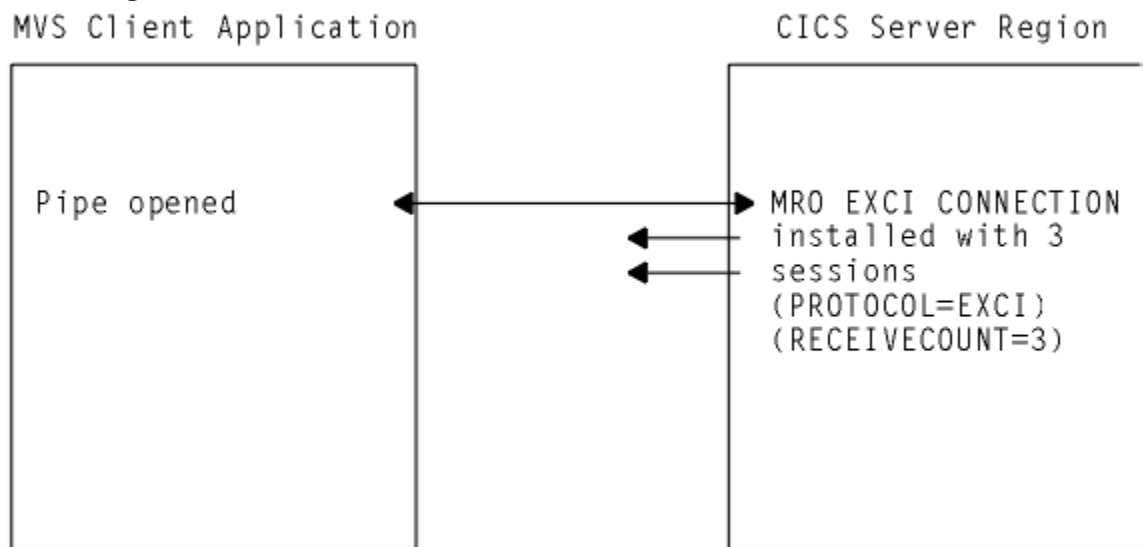 MVS Client Application
CICS Server Region
Pipe opened
MRO EXCI CONNECTION
installed with 3
sessions
(PROTOCOL=EXCI)
(RECEIVECOUNT=3)